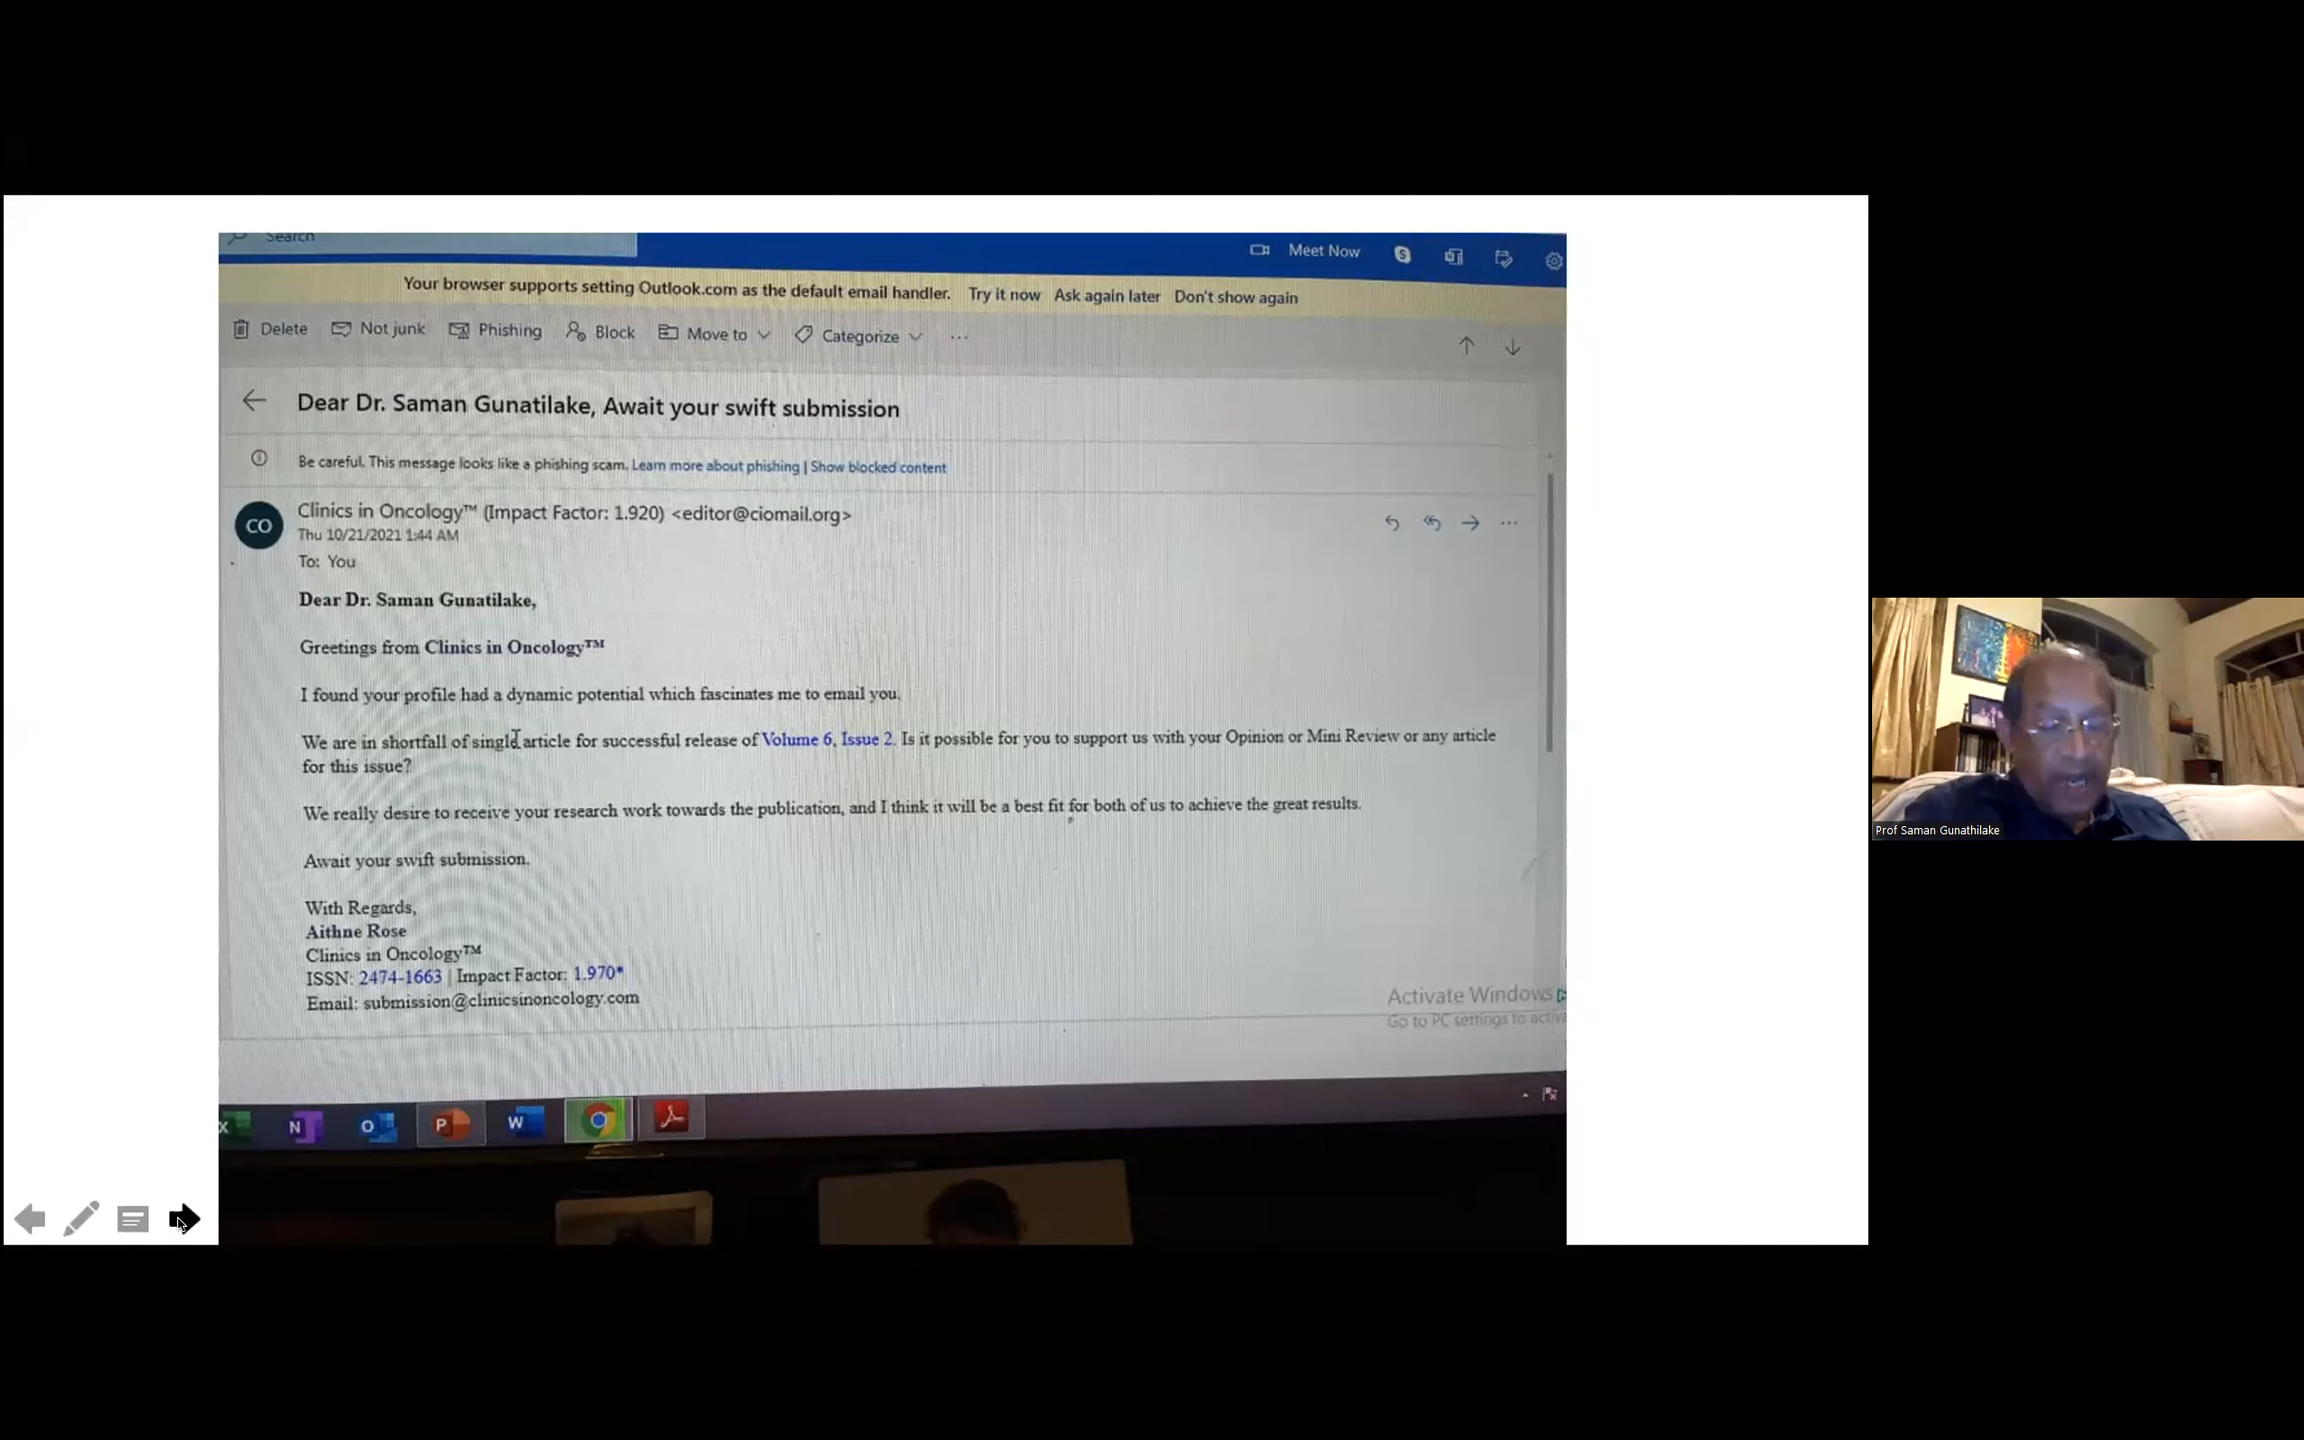 Search
Meet Now
Your browser supports setting Outlook.com as the default email handler. Try it now Ask again later Don't show again
Delete Not junk Phishing Block Move to Categorize ...
Dear Dr. Saman Gunatilake, Await your swift submission
Be careful. This message looks like a phishing scam. Learn more about phishing | Show blocked content
CO
Clinics in Oncology™ (Impact Factor: 1.920) <editor@ciomail.org>
Thu 10/21/2021 1:44 AM
To: You
Dear Dr. Saman Gunatilake,
Greetings from Clinics in Oncology™
I found your profile had a dynamic potential which fascinates me to email you.
We are in shortfall of single article for successful release of Volume 6, Issue 2. Is it possible for you to support us with your Opinion or Mini Review or any article
for this issue?
We really desire to receive your research work towards the publication, and I think it will be a best fit for both of us to achieve the great results.
Await your swift submission.
With Regards,
Aithne Rose
Clinics in Oncology™
ISSN: 2474-1663 | Impact Factor: 1.970*
Email: submission@clinicsinoncology.com
Activate Windows
Go to PC settings to activa
X N O P W
Prof Saman Gunathilake